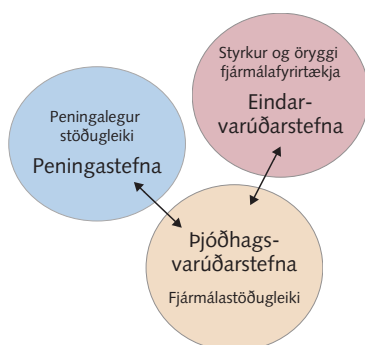 Styrkur og öryggi
fjármálafyrirtækja
Eindar-
varúðarstefna
Peningalegur
stöðugleiki
Peningastefna
Þjóðhags-
varúðarstefna
Fjármálastöðugleiki